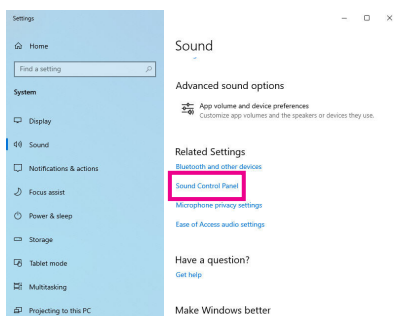 Settings
Home
Find a setting
System
Display
Sound
Notifications & actions
Focus assist
Power & sleep
Storage
Tablet mode
Multitasking
Projecting to this PC
Sound
Advanced sound options
App volume and device preferences
Customize app volumes and the speakers or devices they use.
Related Settings
Bluetooth and other devices
Sound Control Panel
Microphone privacy settings
Ease of Access audio settings
Have a question?
Get help
Make Windows better